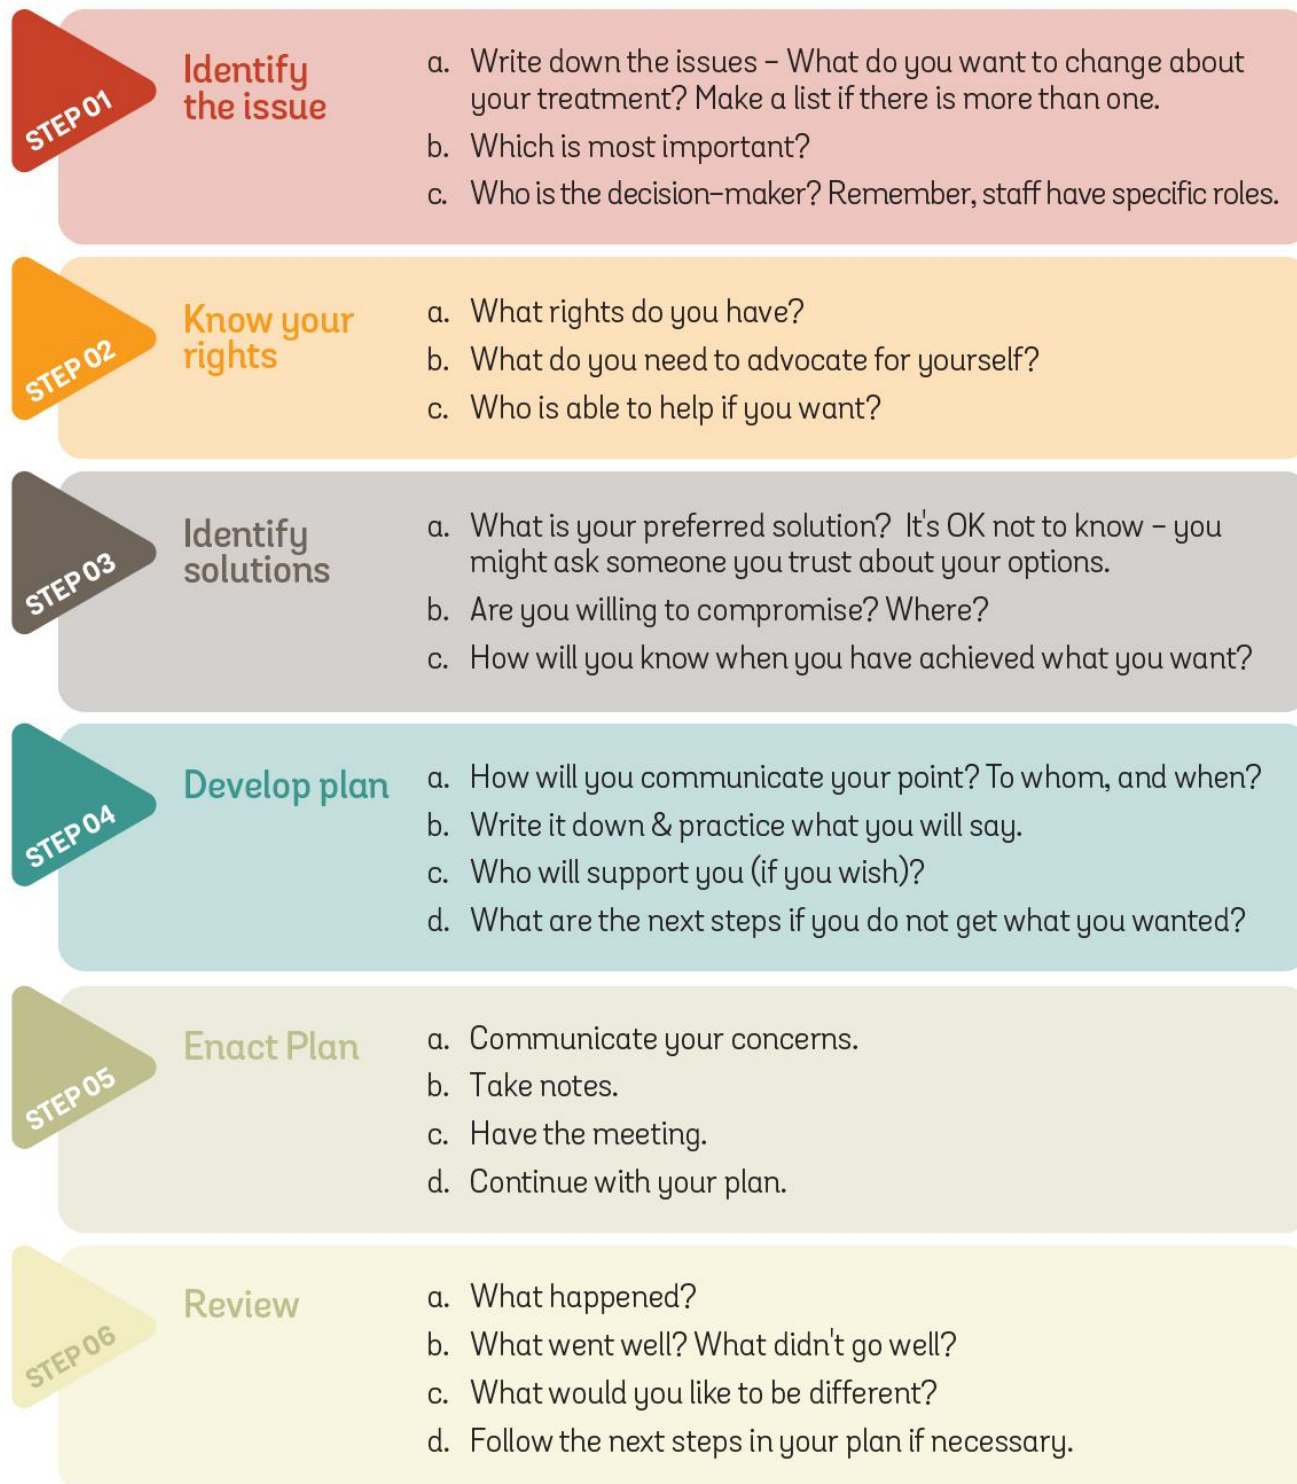 STEP 01
Identify
the issue
a. Write down the issues – What do you want to change about
your treatment? Make a list if there is more than one.
b. Which is most important?
c. Who is the decision-maker? Remember, staff have specific roles.
STEP 02
Know your
rights
a. What rights do you have?
b. What do you need to advocate for yourself?
c. Who is able to help if you want?
STEP 03
Identify
solutions
a. What is your preferred solution? It's OK not to know – you
might ask someone you trust about your options.
b. Are you willing to compromise? Where?
c. How will you know when you have achieved what you want?
STEP 04
Develop plan
a. How will you communicate your point? To whom, and when?
b. Write it down & practice what you will say.
c. Who will support you (if you wish)?
d. What are the next steps if you do not get what you wanted?
STEP 05
Enact Plan
a. Communicate your concerns.
b. Take notes.
c. Have the meeting.
d. Continue with your plan.
STEP 06
Review
a. What happened?
b. What went well? What didn't go well?
c. What would you like to be different?
d. Follow the next steps in your plan if necessary.